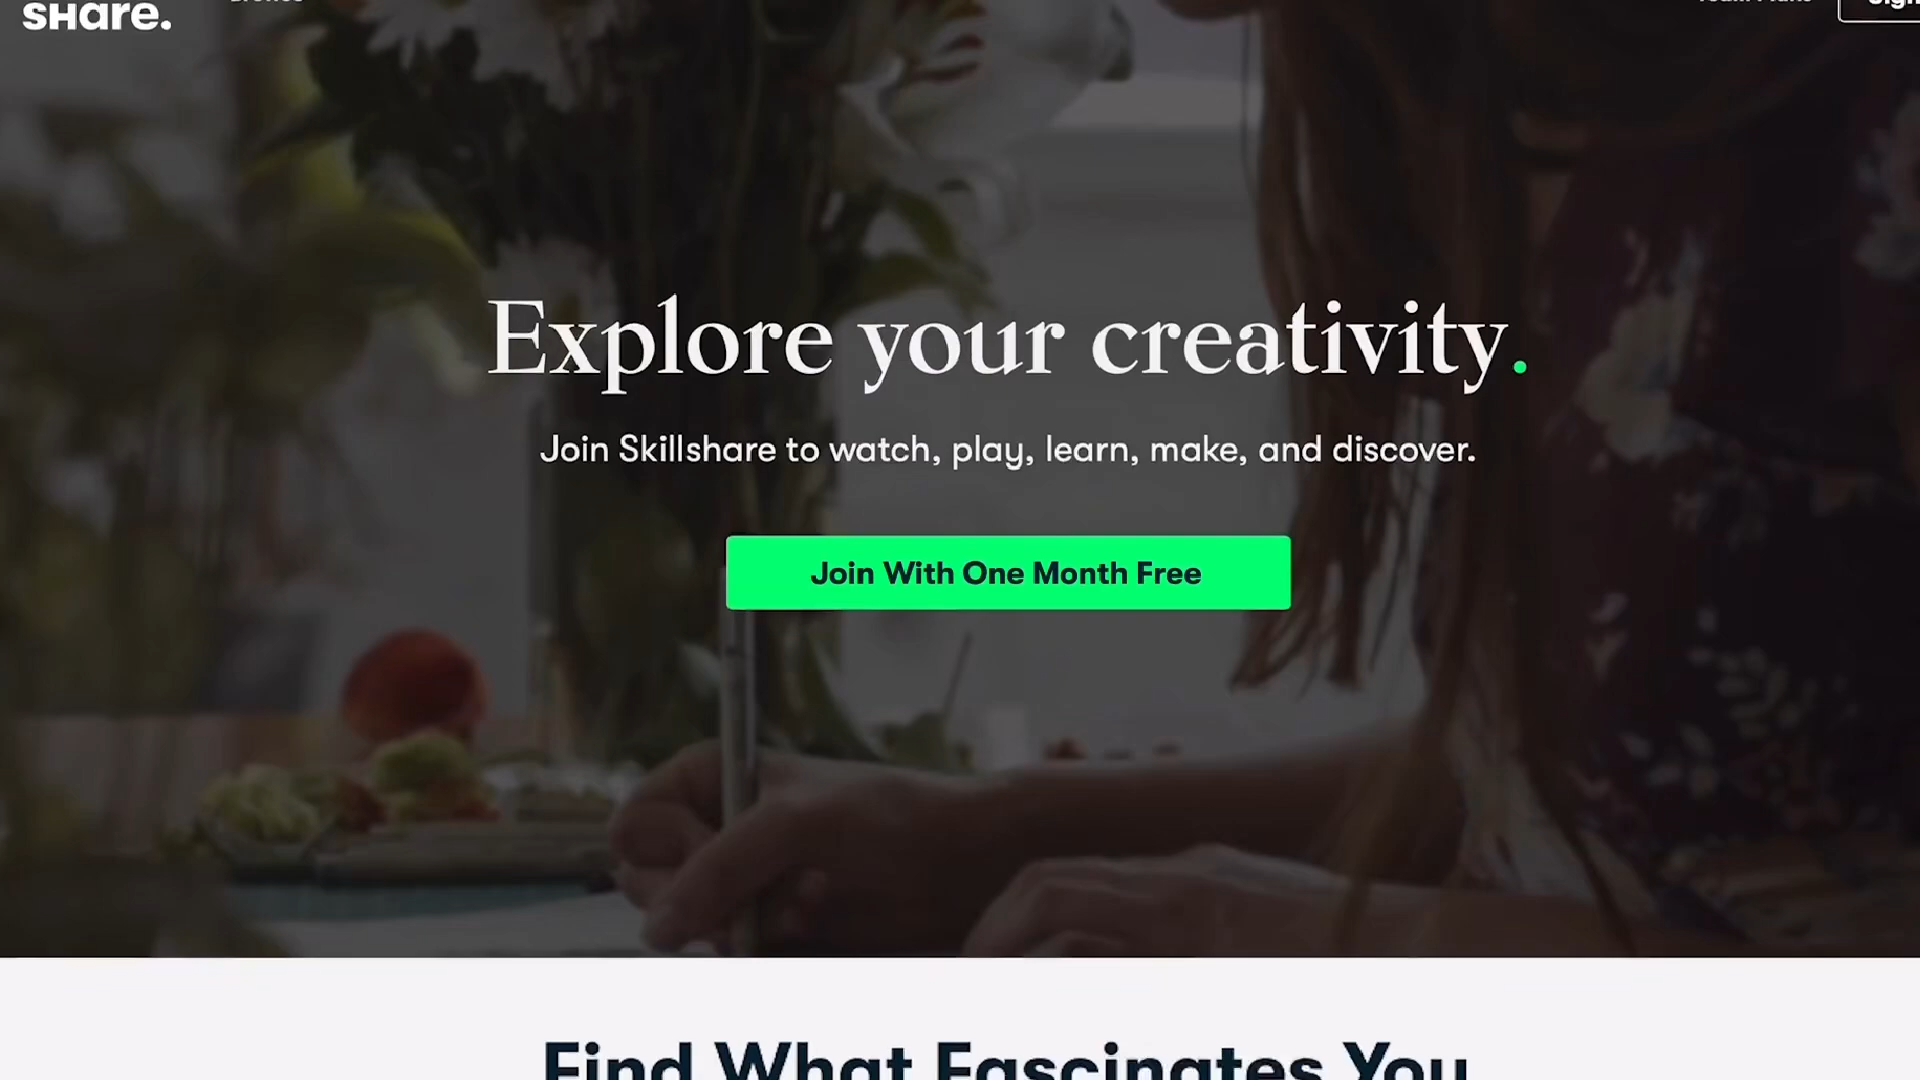 sHare.
Explore your creativity.
Join Skillshare to watch, play, learn, make, and discover.
Join With One Month Free
Find What Fascinates You